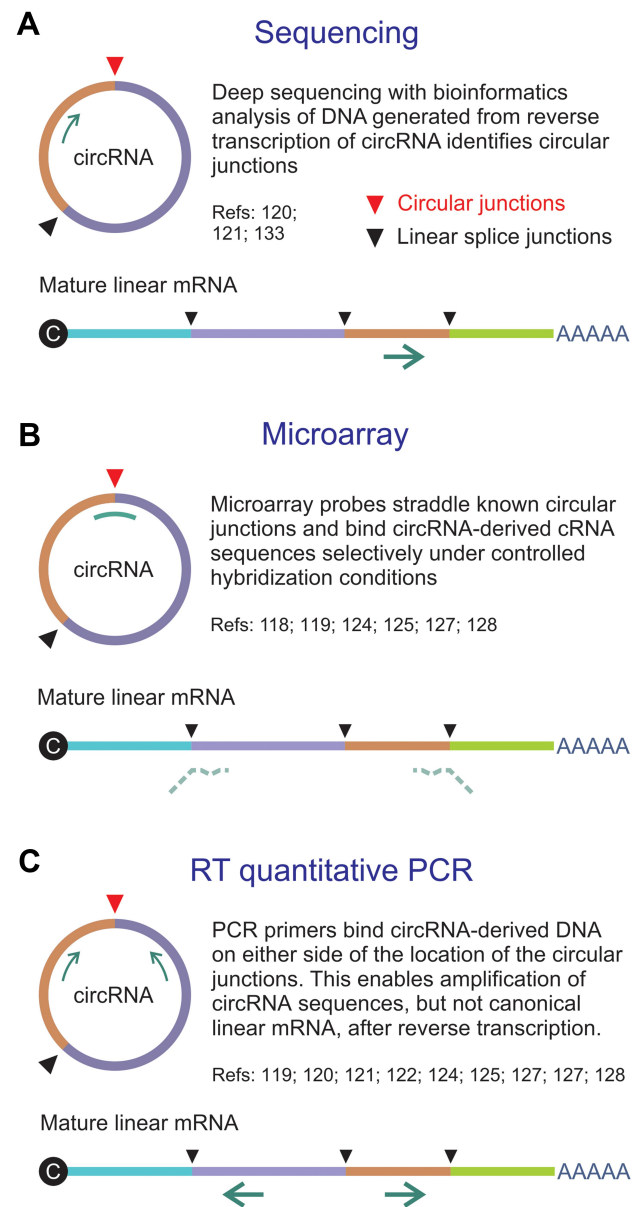 A
Sequencing
circRNA
Deep sequencing with bioinformatics
analysis of DNA generated from reverse
transcription of circRNA identifies circular
junctions
Refs: 120;
121; 133
Circular junctions
Linear splice junctions
Mature linear mRNA
C
AAAAA
B
Microarray
circRNA
Microarray probes straddle known circular
junctions and bind circRNA-derived cRNA
sequences selectively under controlled
hybridization conditions
Refs: 118; 119; 124; 125; 127; 128
Mature linear mRNA
C
AAAAA
C
RT quantitative PCR
circRNA
PCR primers bind circRNA-derived DNA
on either side of the location of the circular
junctions. This enables amplification of
circRNA sequences, but not canonical
linear mRNA, after reverse transcription.
Refs: 119; 120; 121; 122; 124; 125; 127; 127; 128
Mature linear mRNA
C
AAAAA